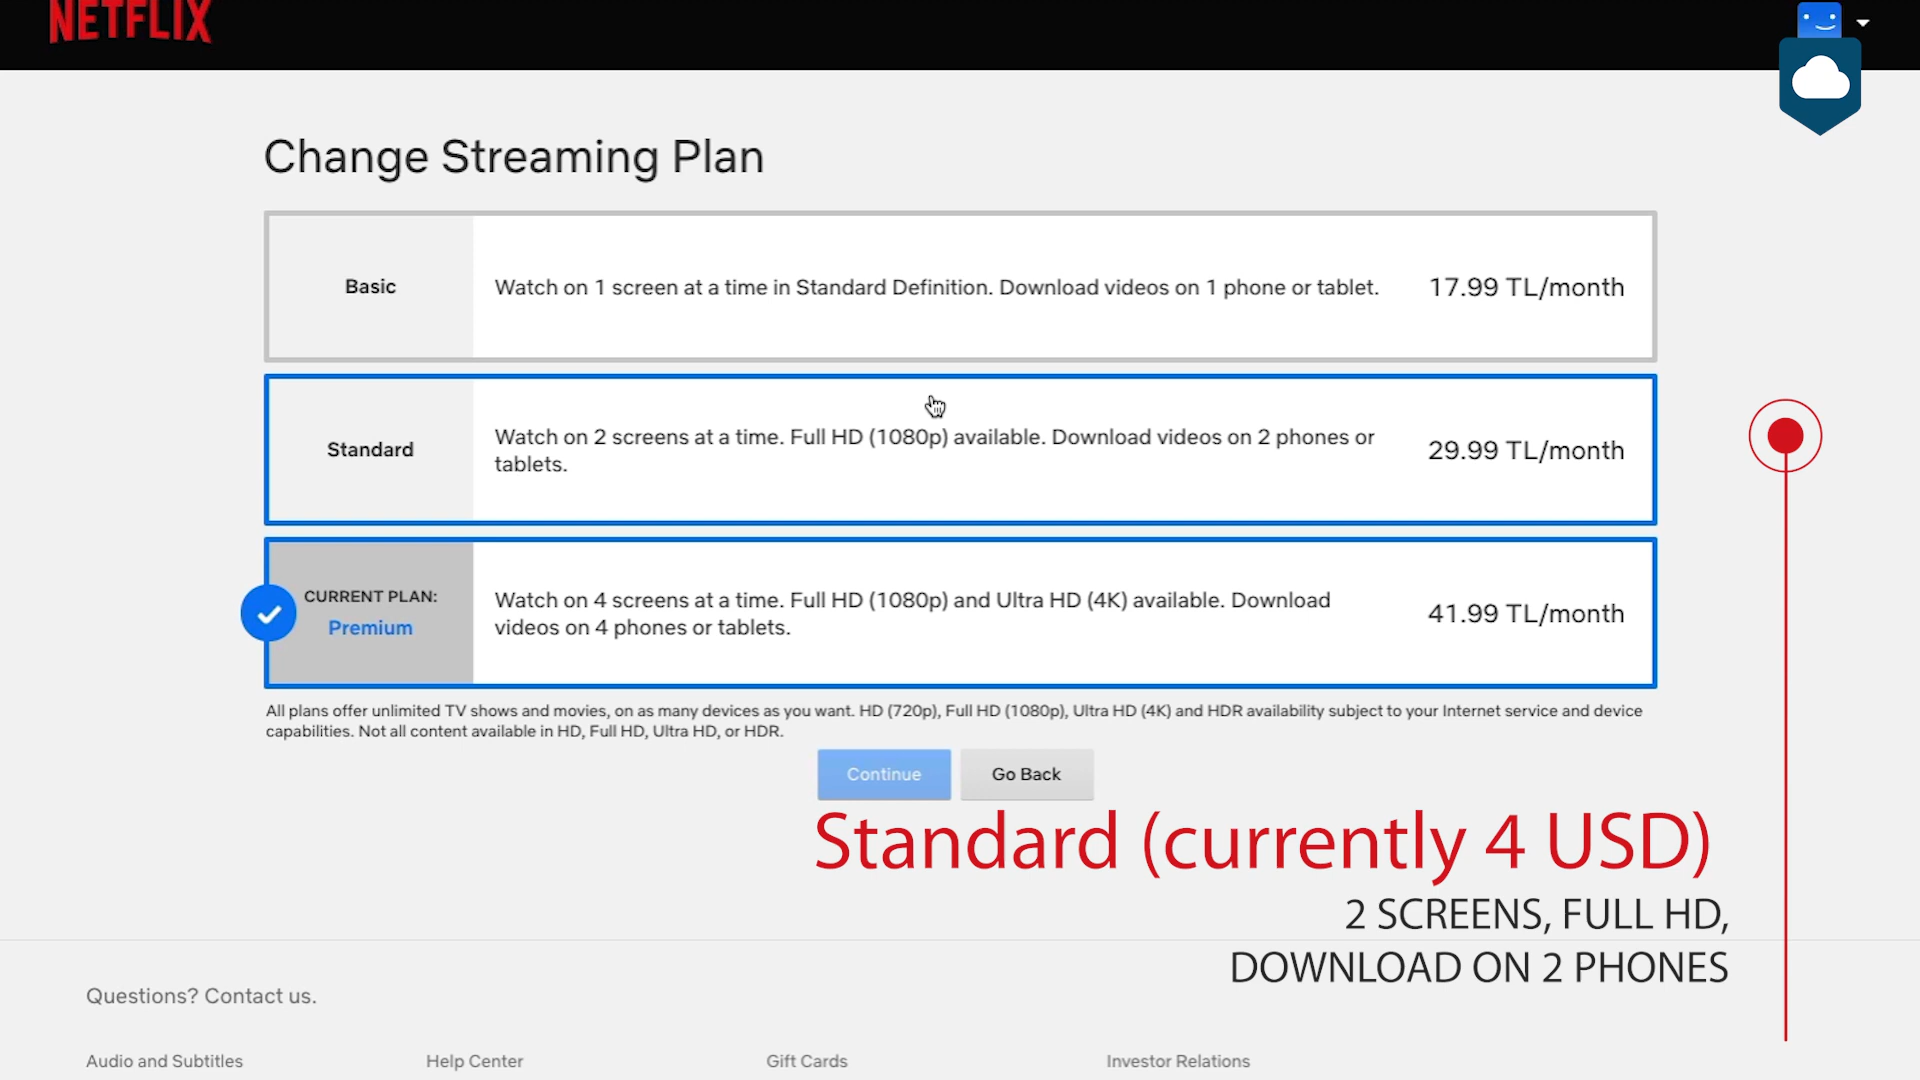 NETFLIX
Change Streaming Plan
Basic
Watch on 1 screen at a time in Standard Definition. Download videos on 1 phone or tablet.
17.99 TL/month
Standard
Watch on 2 screens at a time. Full HD (1080p) available. Download videos on 2 phones or
tablets.
29.99 TL/month
CURRENT PLAN:
Premium
Watch on 4 screens at a time. Full HD (1080p) and Ultra HD (4K) available. Download
videos on 4 phones or tablets.
41.99 TL/month
All plans offer unlimited TV shows and movies, on as many devices as you want. HD (720p), Full HD (1080p), Ultra HD (4K) and HDR availability subject to your Internet service and device
capabilities. Not all content available in HD, Full HD, Ultra HD, or HDR.
Continue
Go Back
Standard (currently 4 USD)
2 SCREENS, FULL HD,
DOWNLOAD ON 2 PHONES
Questions? Contact us.
Audio and Subtitles
Help Center
Gift Cards
Investor Relations